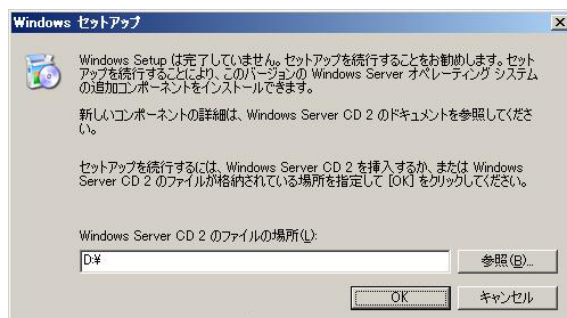 Windows セットアップ
Windows Setup は完了していません。セットアップを続行することをお勧めします。セット
アップを続行することにより、このバージョンの Windows Server オペレーティング システム
の追加コンポーネントをインストールできます。
新しいコンポーネントの詳細は、Windows Server CD 2 のドキュメントを参照してくださ
い。
セットアップを続行するには、Windows Server CD 2 を挿入するか、または Windows
Server CD 2 のファイルが格納されている場所を指定して [OK] をクリックしてください。
Windows Server CD 2 のファイルの場所(L):
D:¥
参照(B)...
OK
キャンセル